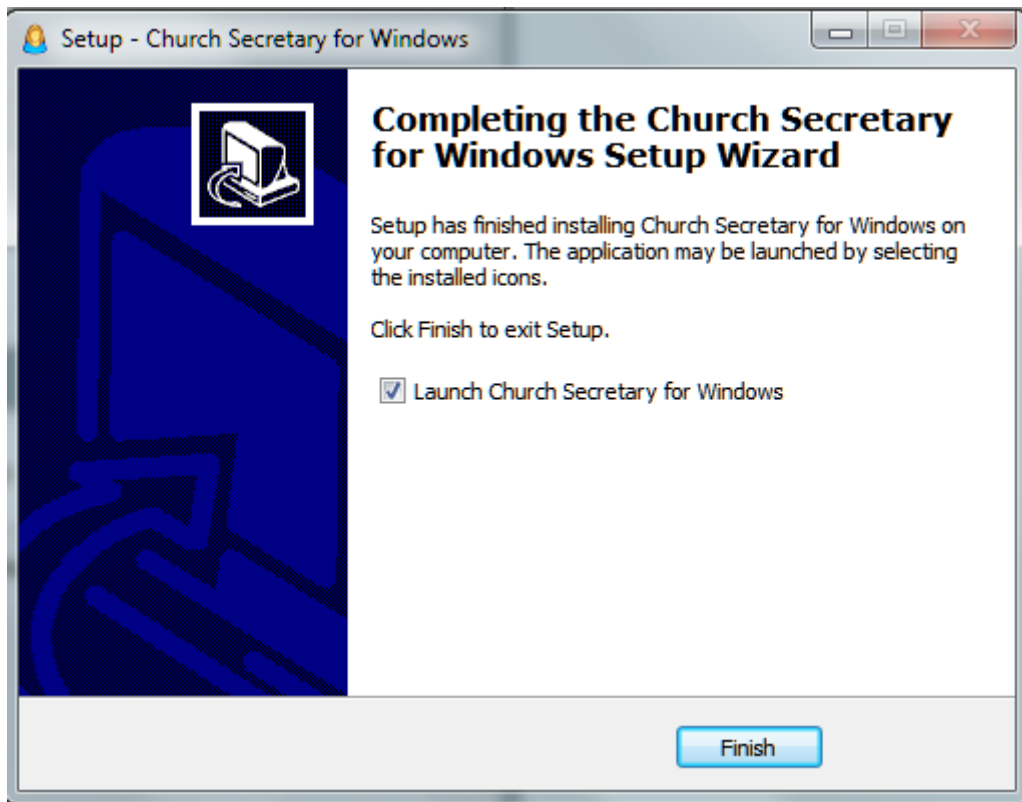 Setup - Church Secretary for Windows
Completing the Church Secretary
for Windows Setup Wizard
Setup has finished installing Church Secretary for Windows on
your computer. The application may be launched by selecting
the installed icons.
Click Finish to exit Setup.
Launch Church Secretary for Windows
Finish